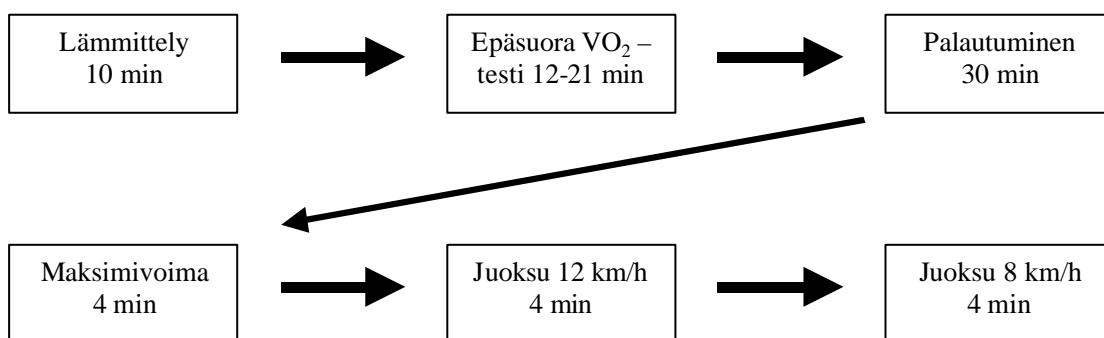 Lämmittely
10 min
Epäsuora VO₂ –
testi 12-21 min
Palautuminen
30 min
Maksimivoima
4 min
Juoksu 12 km/h
4 min
Juoksu 8 km/h
4 min